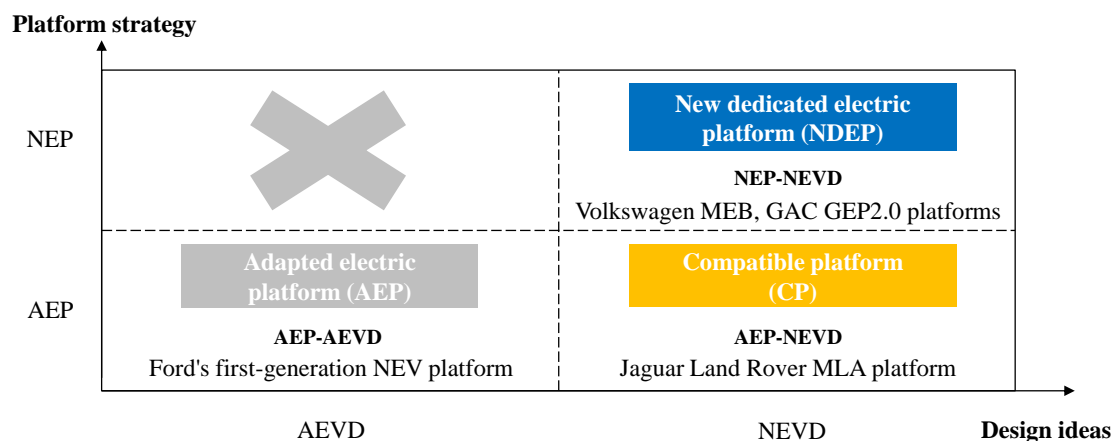 Platform strategy
NEP
New dedicated electric
platform (NDEP)
NEP-NEVD
Volkswagen MEB, GAC GEP2.0 platforms
AEP
Adapted electric
platform (AEP)
AEP-AEVD
Ford's first-generation NEV platform
Compatible platform
(CP)
AEP-NEVD
Jaguar Land Rover MLA platform
AEVD
NEVD
Design ideas